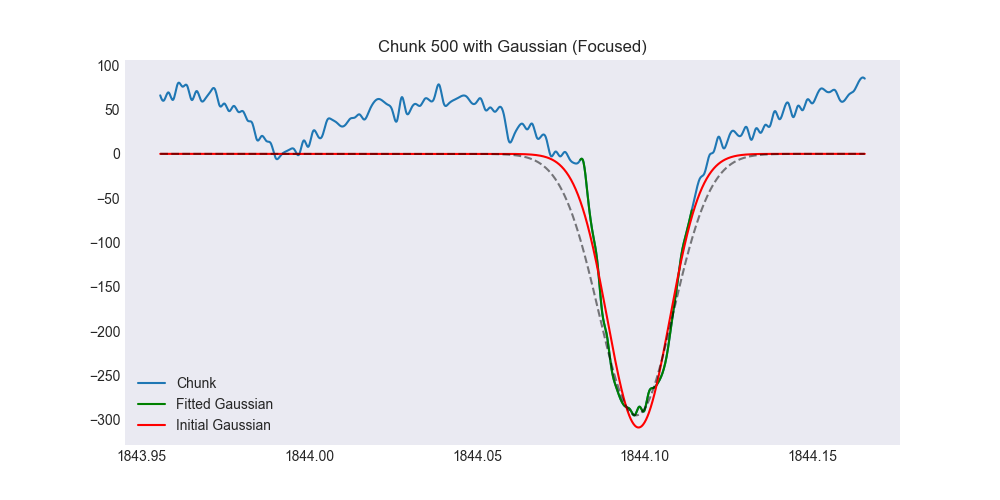 Chunk 500 with Gaussian (Focused)
100
50
0
−50
−100
−150
−200
−250
−300
Chunk
Fitted Gaussian
Initial Gaussian
1843.95 1844.00 1844.05 1844.10 1844.15